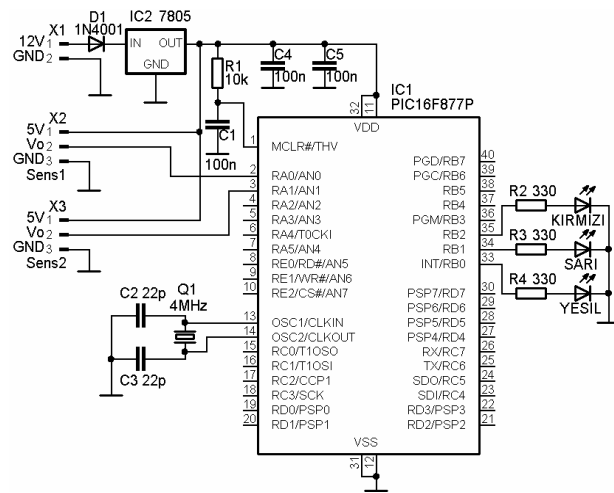 D1
1N4001
IC2 7805
X1
12V 1
GND 2
IN OUT
GND
R1
10k
C4
100n
C5
100n
C1
100n
IC1
PIC16F877P
X2
5V 1
Vo 2
GND 3
Sens1
X3
5V 1
Vo 2
GND 3
Sens2
32 11
VDD
1 MCLR#/THV
2 RA0/AN0
3 RA1/AN1
4 RA2/AN2
5 RA3/AN3
6 RA4/T0CKI
7 RA5/AN4
8 RE0/RD#/AN5
9 RE1/WR#/AN6
10 RE2/CS#/AN7
13 OSC1/CLKIN
14 OSC2/CLKOUT
15 RC0/T1OSO
16 RC1/T1OSI
17 RC2/CCP1
18 RC3/SCK
19 RD0/PSP0
20 RD1/PSP1
PGD/RB7 40
PGC/RB6 39
RB5 38
RB4 37
PGM/RB3 36
RB2 35
RB1 34
INT/RB0 33
PSP7/RD7 30
PSP6/RD6 29
PSP5/RD5 28
PSP4/RD4 27
RX/RC7 26
TX/RC6 25
SDO/RC5 24
SDI/RC4 23
RD3/PSP3 22
RD2/PSP2 21
VSS
31 12
R2 330
KIRMIZI
R3 330
SARI
R4 330
YESIL
C2 22p
Q1
4MHz
C3 22p